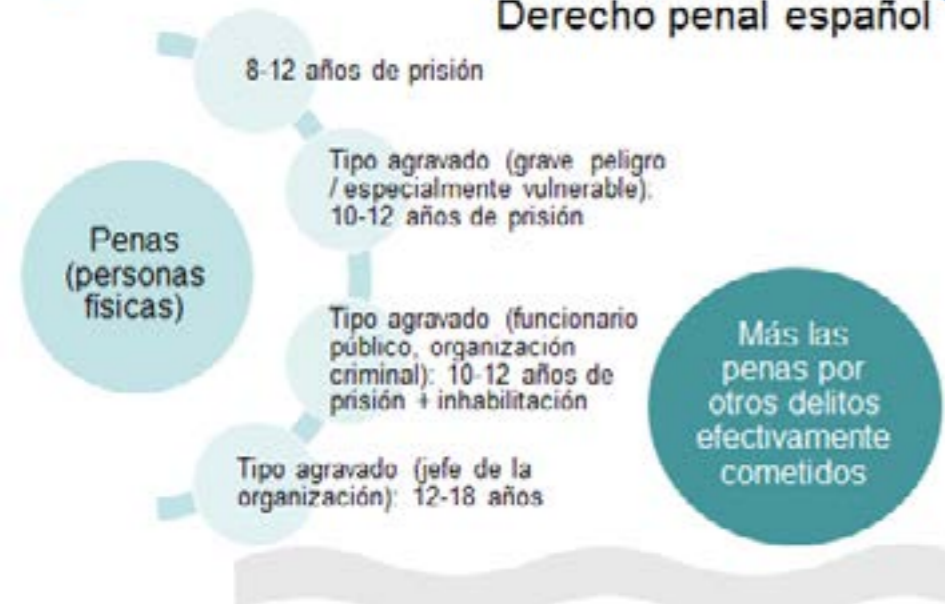 Derecho penal español
8-12 años de prisión
Tipo agravado (grave peligro
/ especialmente vulnerable):
10-12 años de prisión
Penas
(personas
físicas)
Tipo agravado (funcionario
público, organización
criminal): 10-12 años de
prisión + inhabilitación
Más las
penas por
otros delitos
efectivamente
cometidos
Tipo agravado (jefe de la
organización): 12-18 años